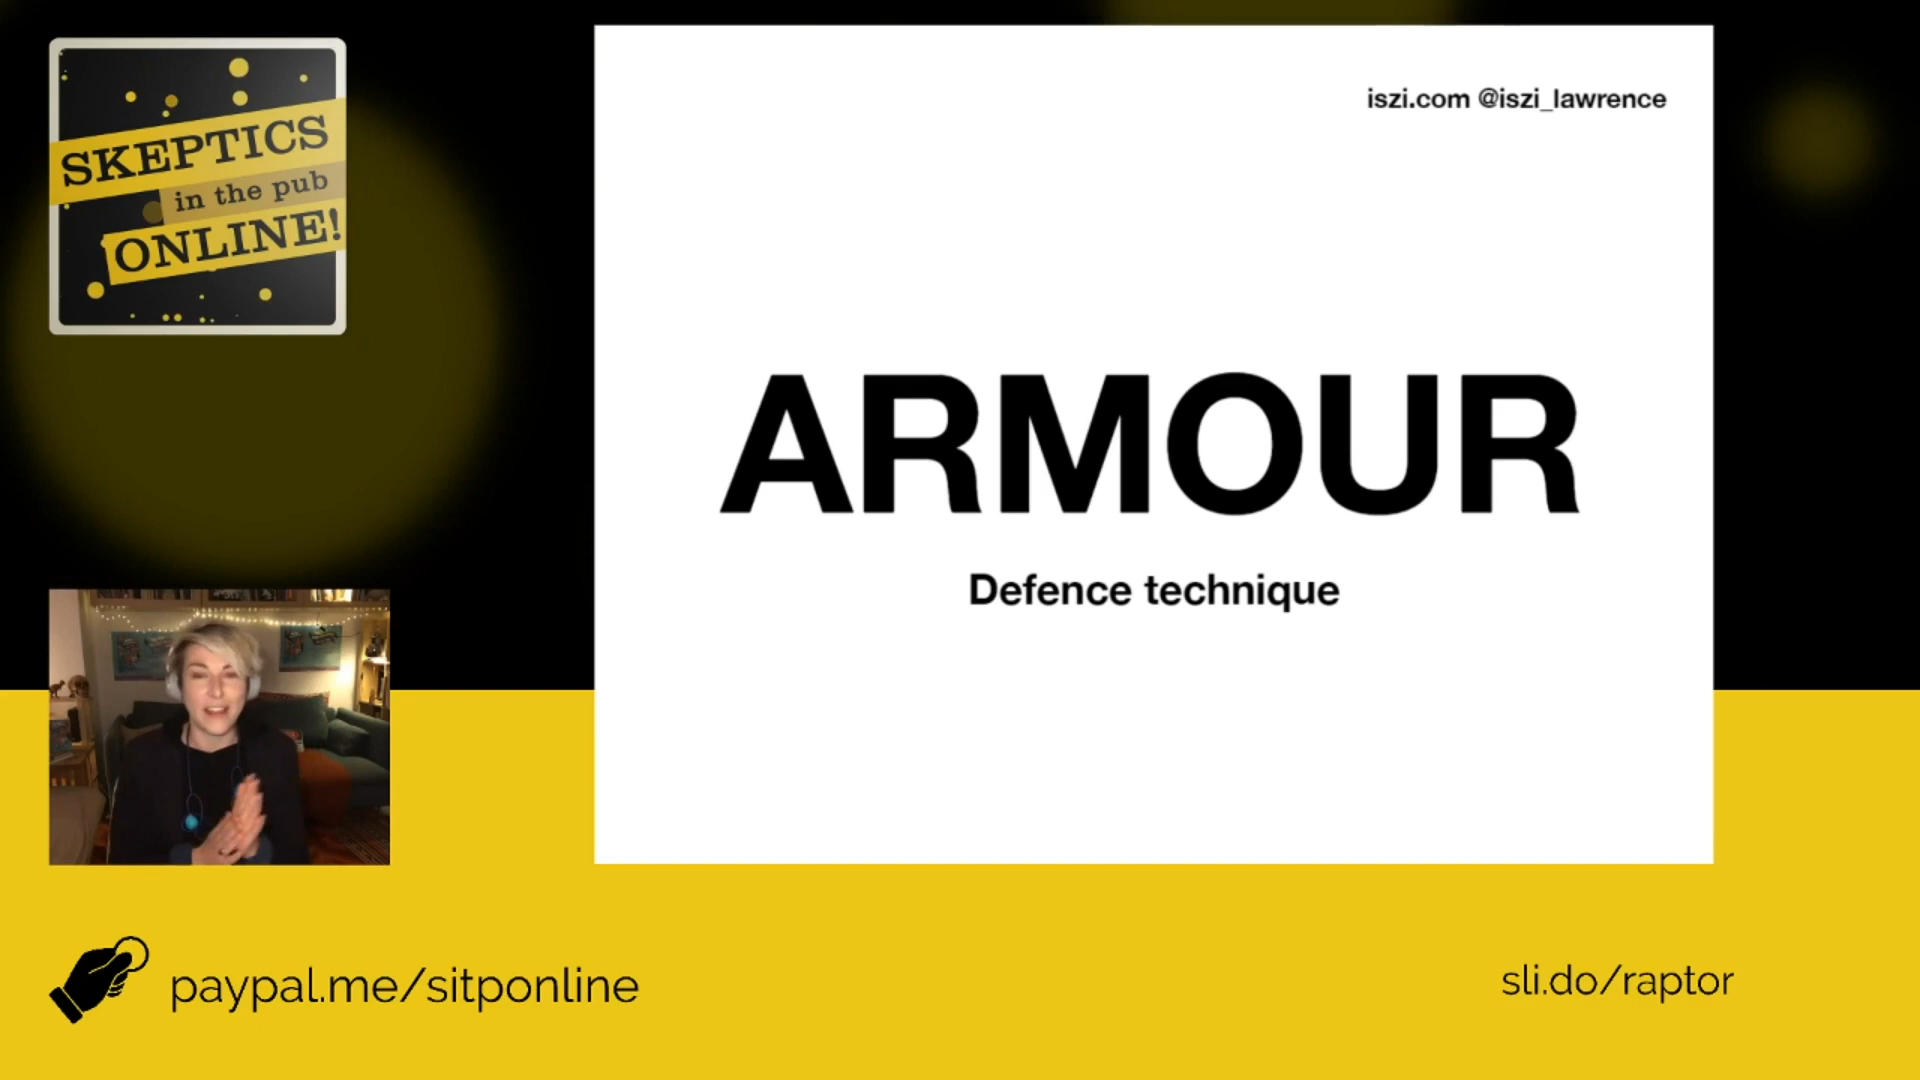 SKEPTICS
in the pub
ONLINE!
iszi.com @iszi_lawrence
ARMOUR
Defence technique
paypal.me/sitponline
sli.do/raptor